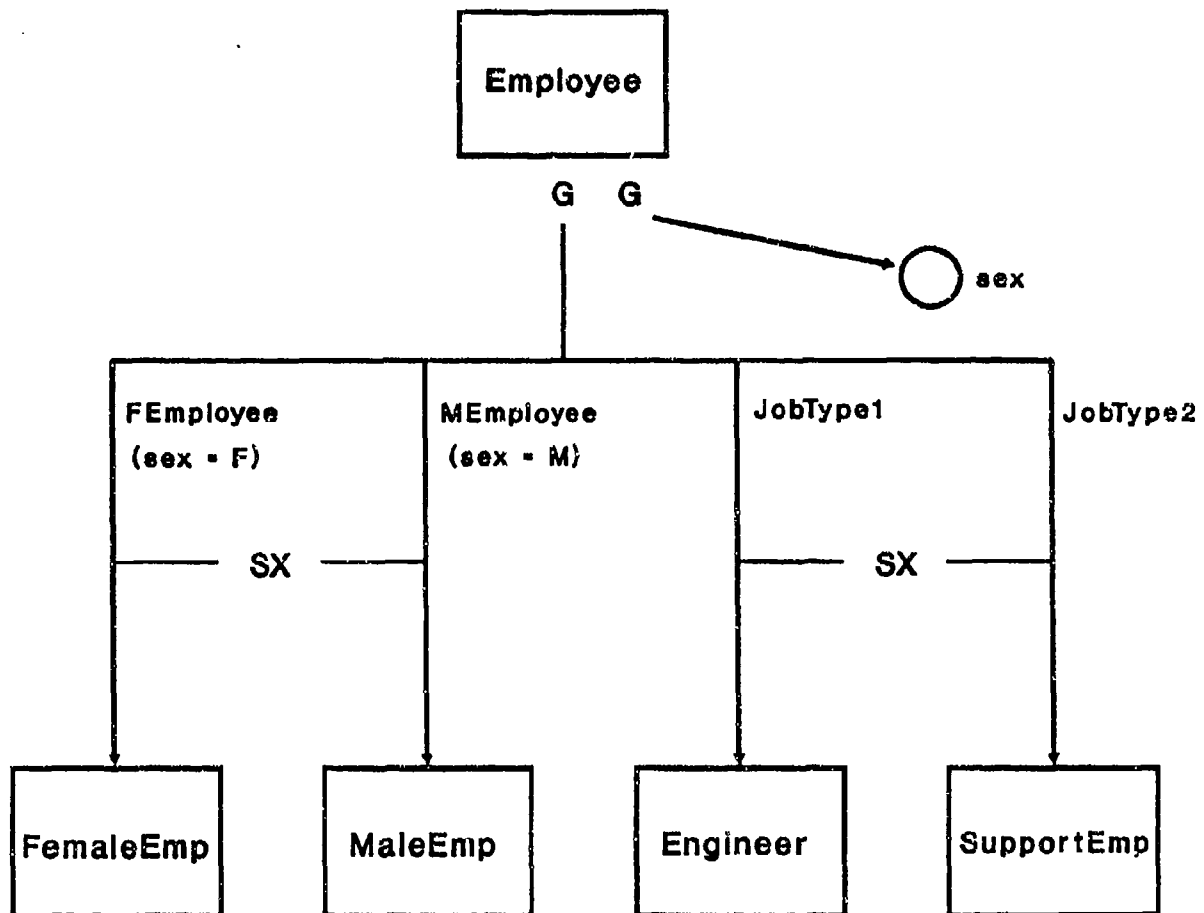 Employee
G G
sex
FEmployee
(sex = F)
MEmployee
(sex = M)
JobType1
JobType2
SX
SX
FemaleEmp
MaleEmp
Engineer
SupportEmp